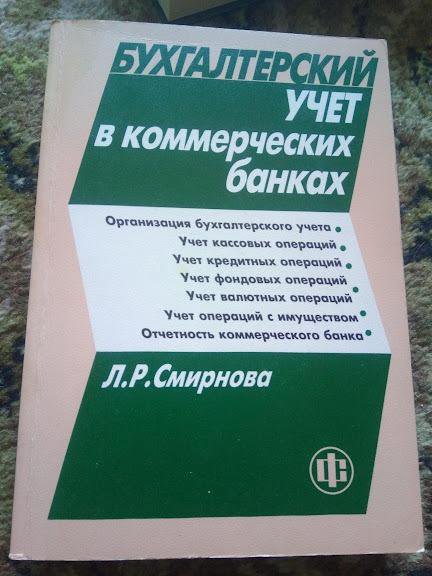 БУХГАЛТЕРСКИЙ
УЧЕТ
В КОММЕРЧЕСКИХ
БАНКАХ
Организация бухгалтерского учета
Учет кассовых операций
Учет кредитных операций
Учет фондовых операций
Учет валютных операций
Учет операций с имуществом
Отчетность коммерческого банка
Л.Р.Смирнова